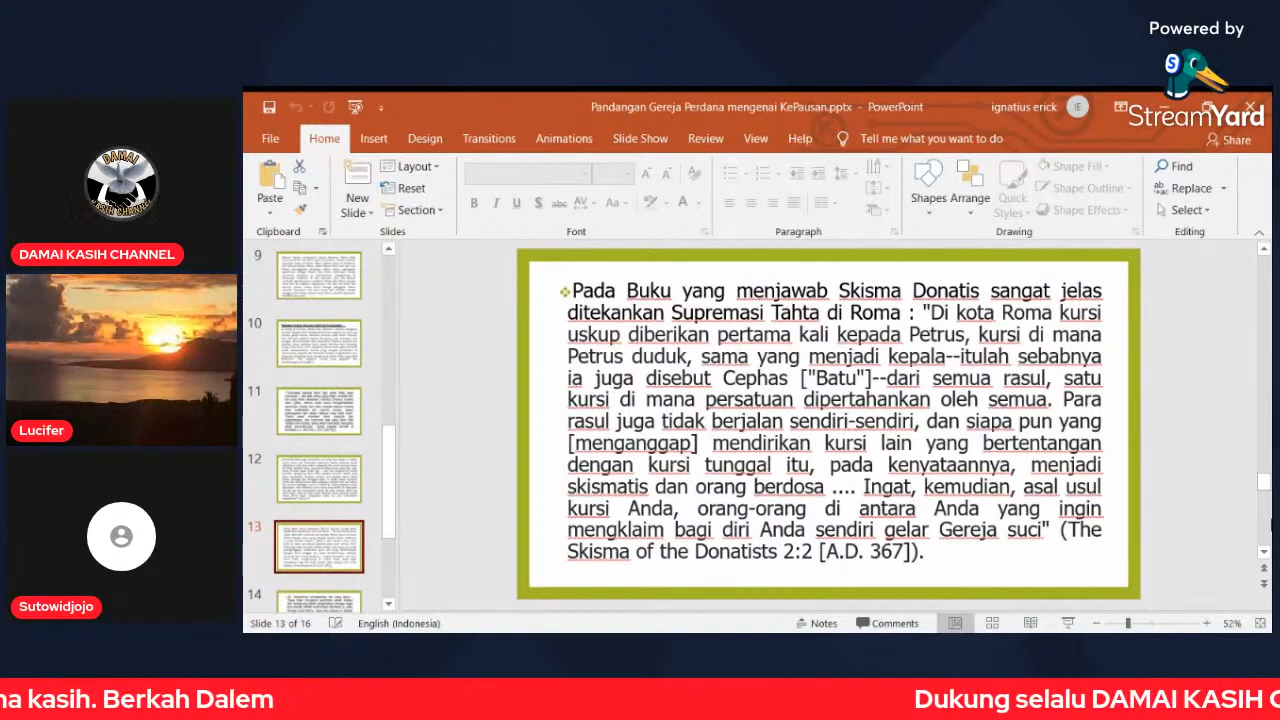 Powered by
StreamYard
Pandangan Gereja Perdana mengenai KePausan.pptx - PowerPoint
ignatius erick
IE
File
Home
Insert
Design
Transitions
Animations
Slide Show
Review
View
Help
Tell me what you want to do
Share
Paste
New
Slide
Layout
Reset
Section
Shapes
Arrange
Quick
Styles
Shape Fill
Shape Outline
Shape Effects
Find
Replace
Select
Clipboard
Slides
Font
Paragraph
Drawing
Editing
DAMAI
KASIH CHANNEL
DAMAI KASIH CHANNEL
Lucifer
Sutowidjojo
9
10
11
12
13
14
Pada Buku yang menjawab Skisma Donatis sangat jelas
ditekankan Supremasi Tahta di Roma : "Di kota Roma kursi
uskup diberikan pertama kali kepada Petrus, kursi di mana
Petrus duduk, sama yang menjadi kepala--itulah sebabnya
ia juga disebut Cephas ["Batu"]--dari semua rasul, satu
kursi di mana persatuan dipertahankan oleh semua. Para
rasul juga tidak berjalan sendiri-sendiri, dan siapa pun yang
[menganggap] mendirikan kursi lain yang bertentangan
dengan kursi tunggal itu, pada kenyataannya, menjadi
skismatis dan orang berdosa .... Ingat, kemudian, asal usul
kursi Anda, orang-orang di antara Anda yang ingin
mengklaim bagi diri Anda sendiri gelar Gereja suci" (The
Skisma of the Donatists 2:2 [A.D. 367]).
Slide 13 of 16
English (Indonesia)
Notes
Comments
52%
na kasih. Berkah Dalem
Dukung selalu DAMAI KASIH C